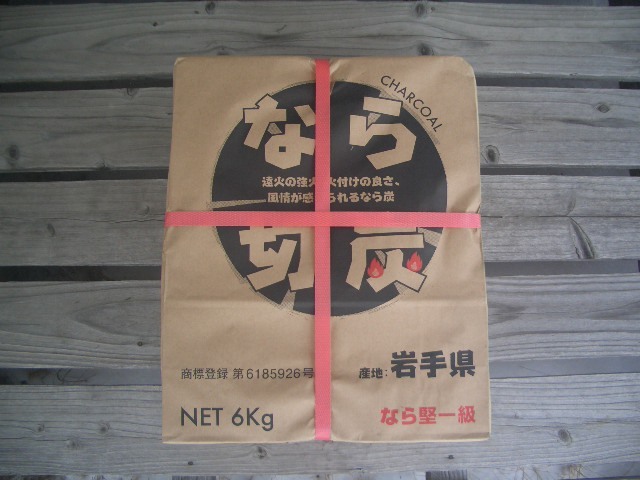 CHARCOAL
なら
遠火の強火 火付けの良さ、
風情が感 られるなら炭
切炭
商標登録 第6185926号
産地: 岩手県
NET 6Kg
なら堅一級